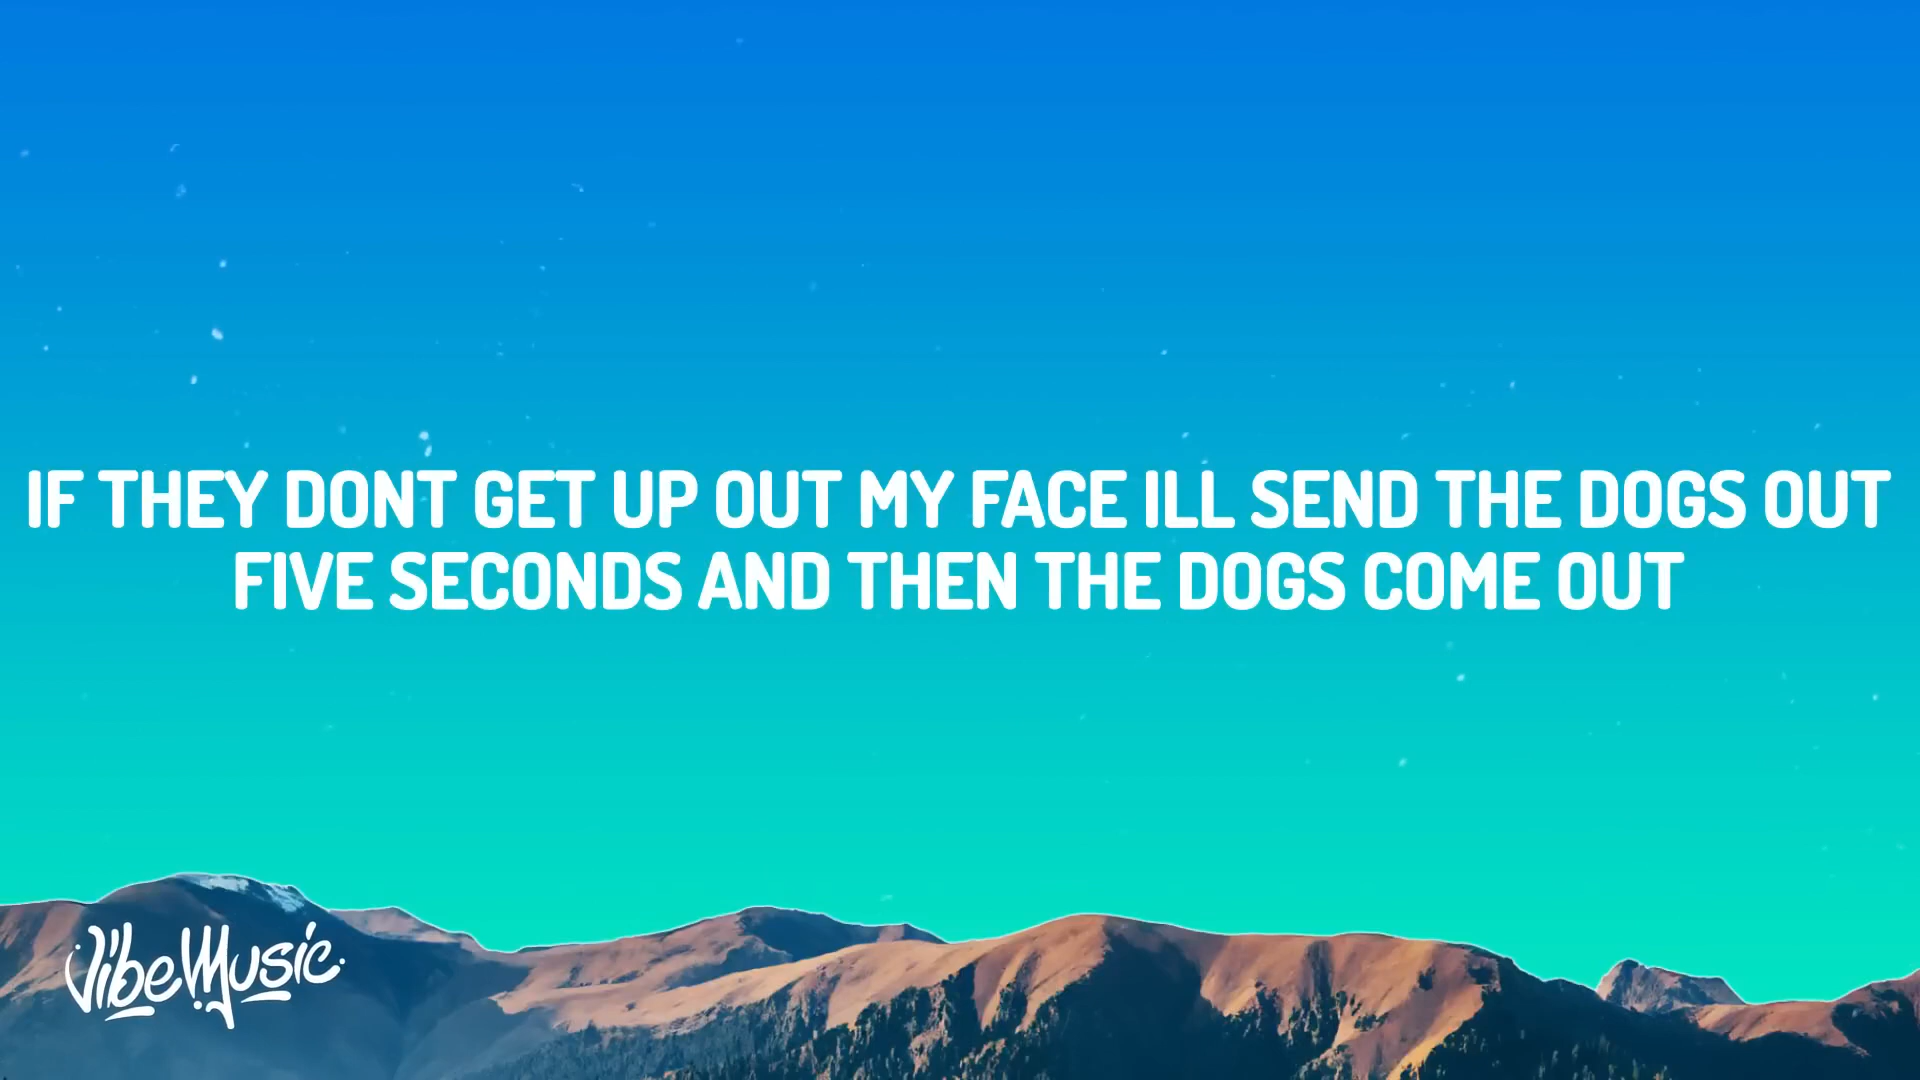 IF THEY DONT GET UP OUT MY FACE ILL SEND THE DOGS OUT
FIVE SECONDS AND THEN THE DOGS COME OUT
VibeMusic